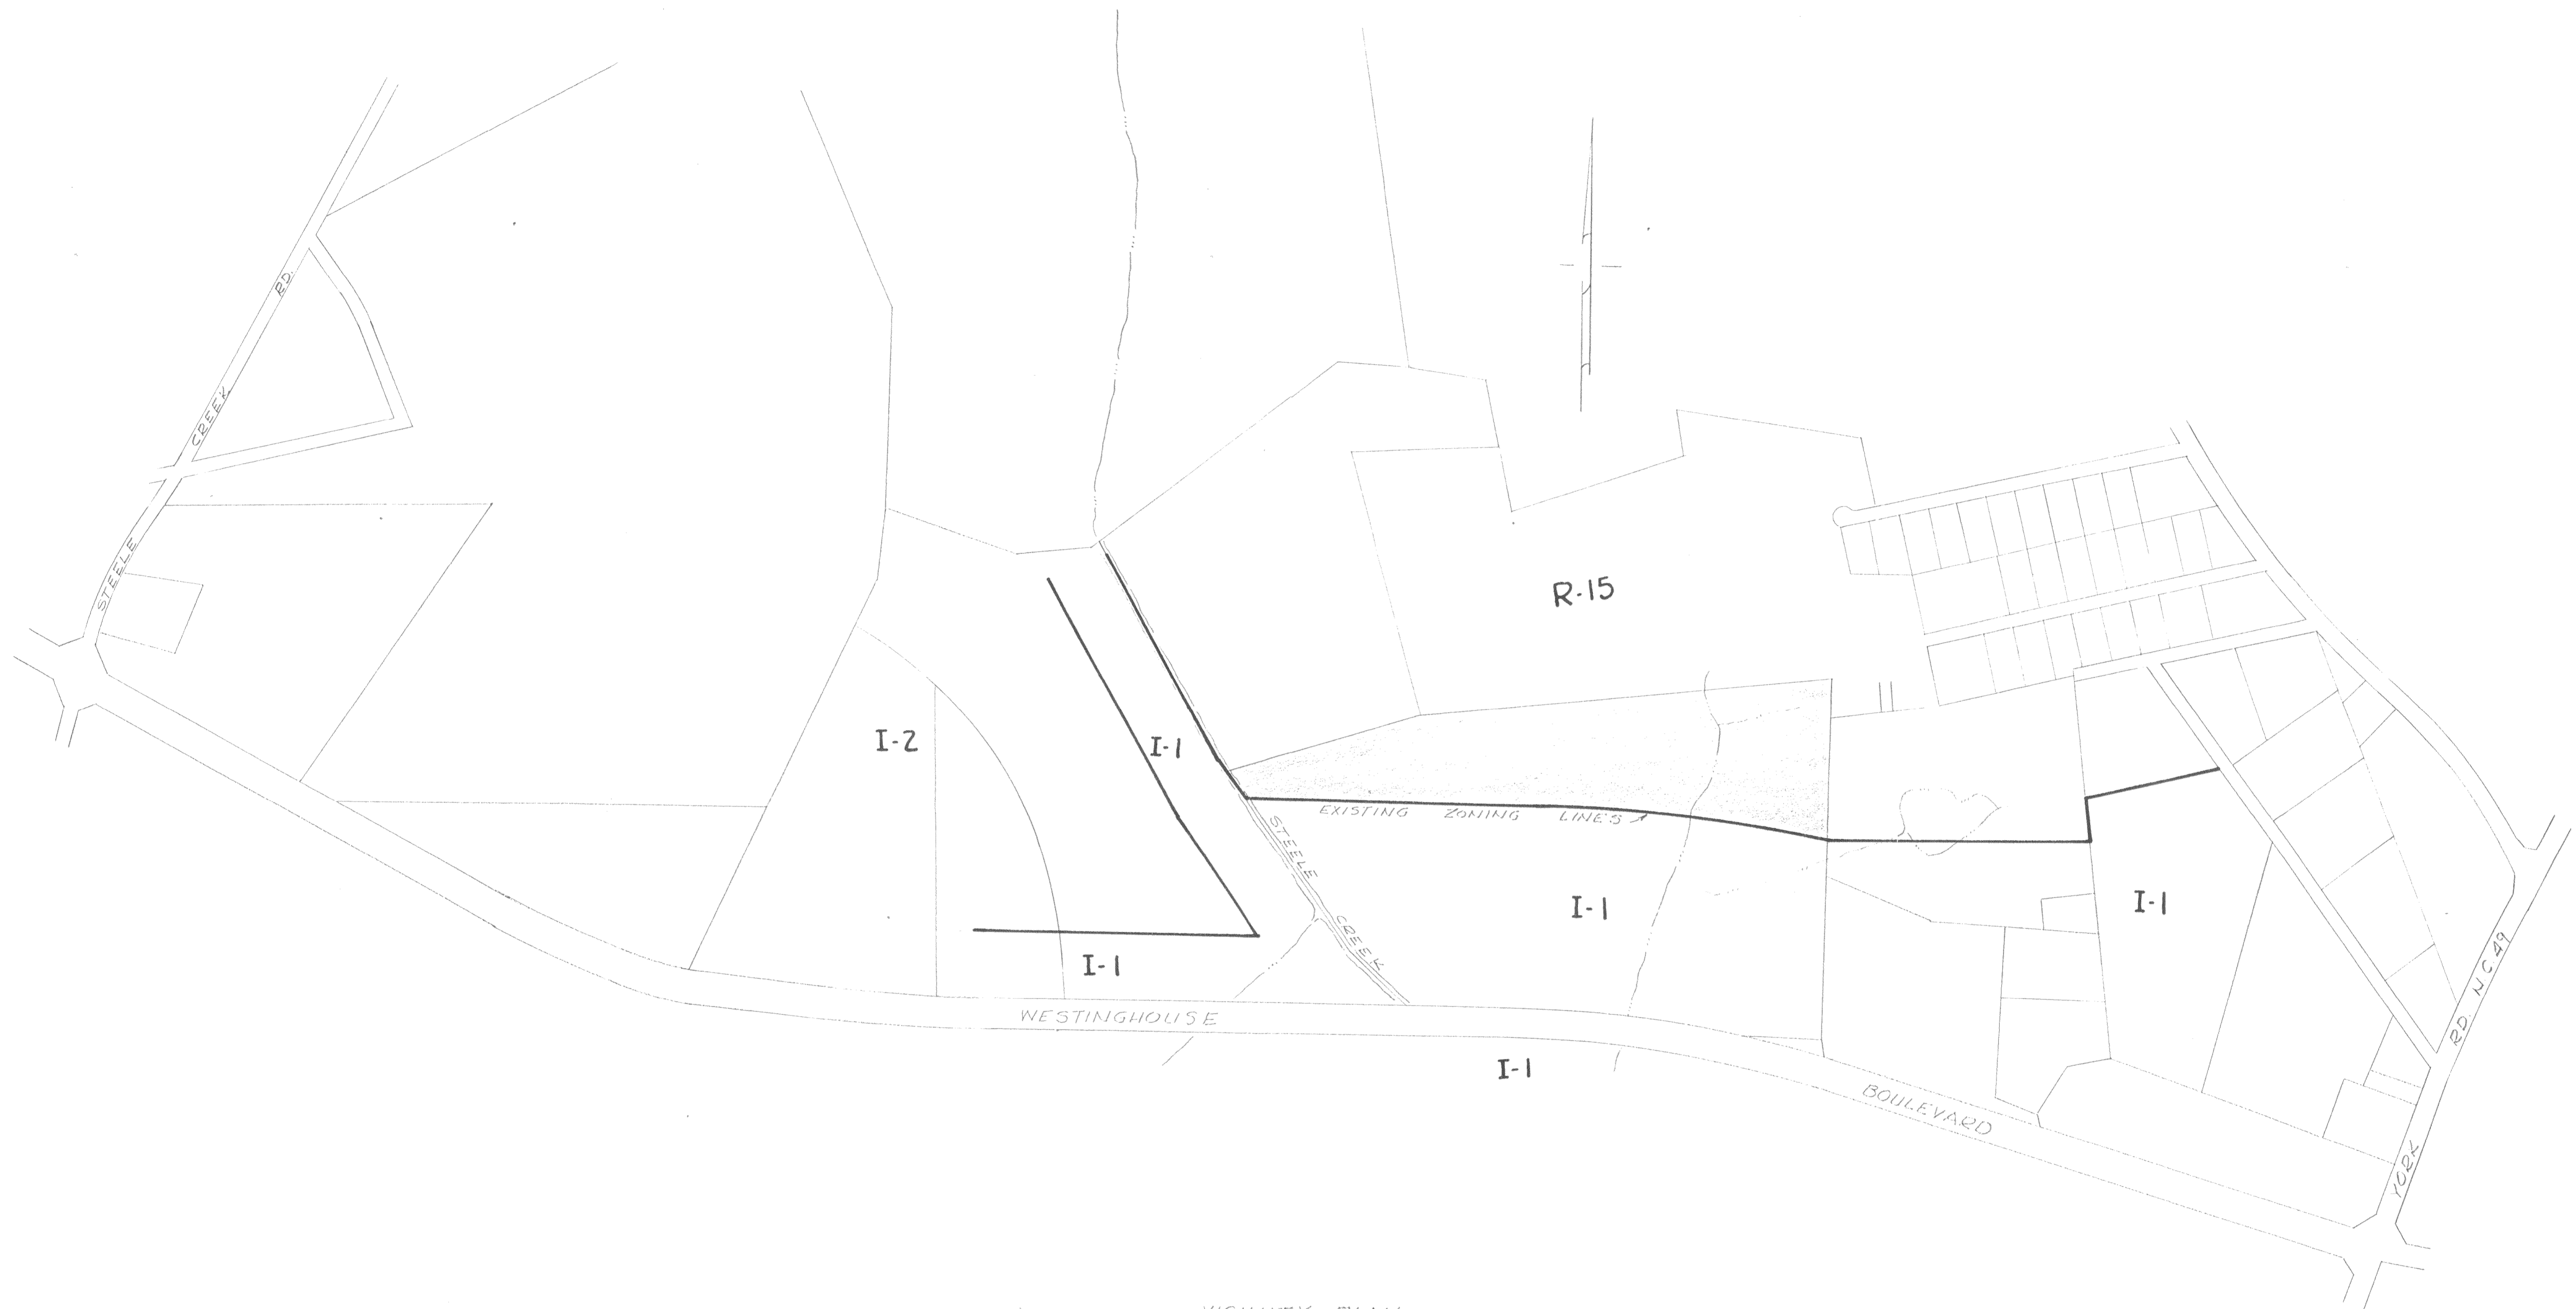 STEELE CREEK RD.
R-15
I-2
I-1
EXISTING ZONING LINES
STEELE CREEK
I-1
I-1
I-1
WESTINGHOUSE BOULEVARD
I-1
YORK RD. N C 49